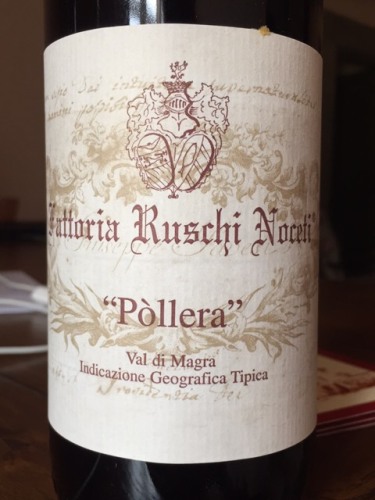 Fattoria Ruschi Noceti
"Pòllera"
Val di Magra
Indicazione Geografica Tipica